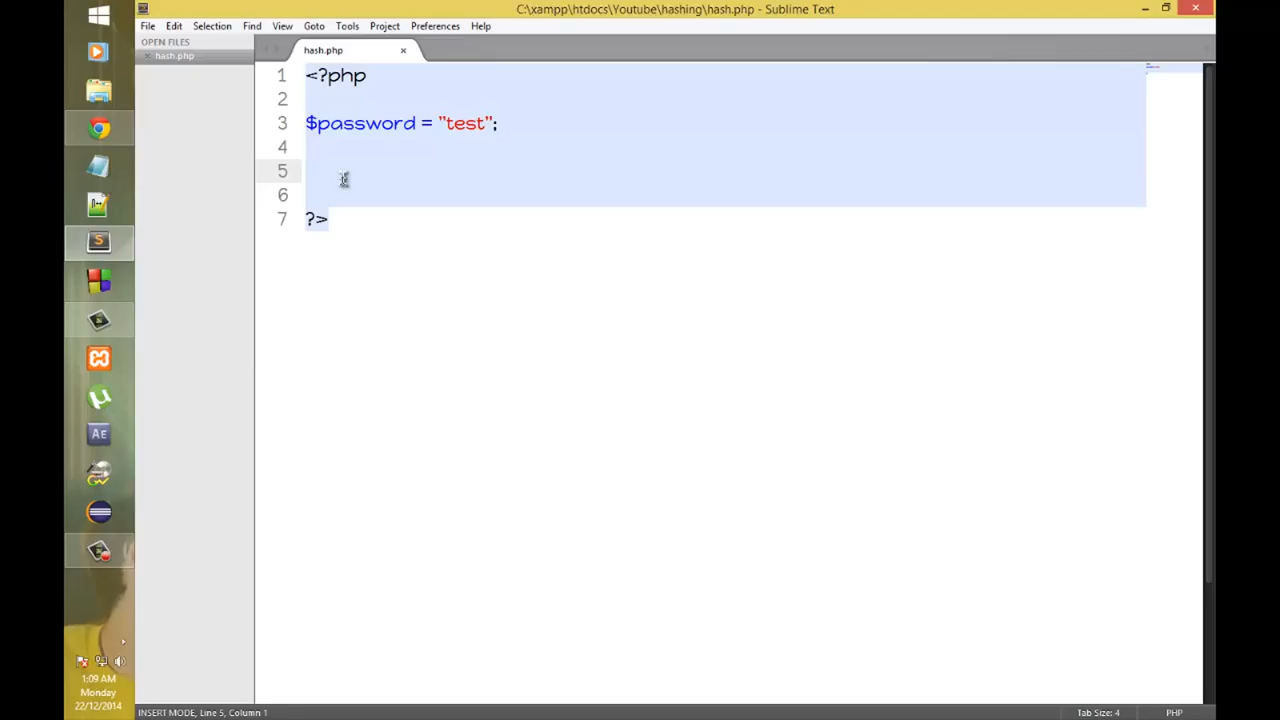 C:\xampp\htdocs\Youtube\hashing\hash.php - Sublime Text
File Edit Selection Find View Goto Tools Project Preferences Help
OPEN FILES
hash.php
hash.php
1 <?php
2
3 $password = "test";
4
5
6
7 ?>
S
AE
1:09 AM
Monday
22/12/2014
INSERT MODE, Line 5, Column 1
Tab Size: 4
PHP